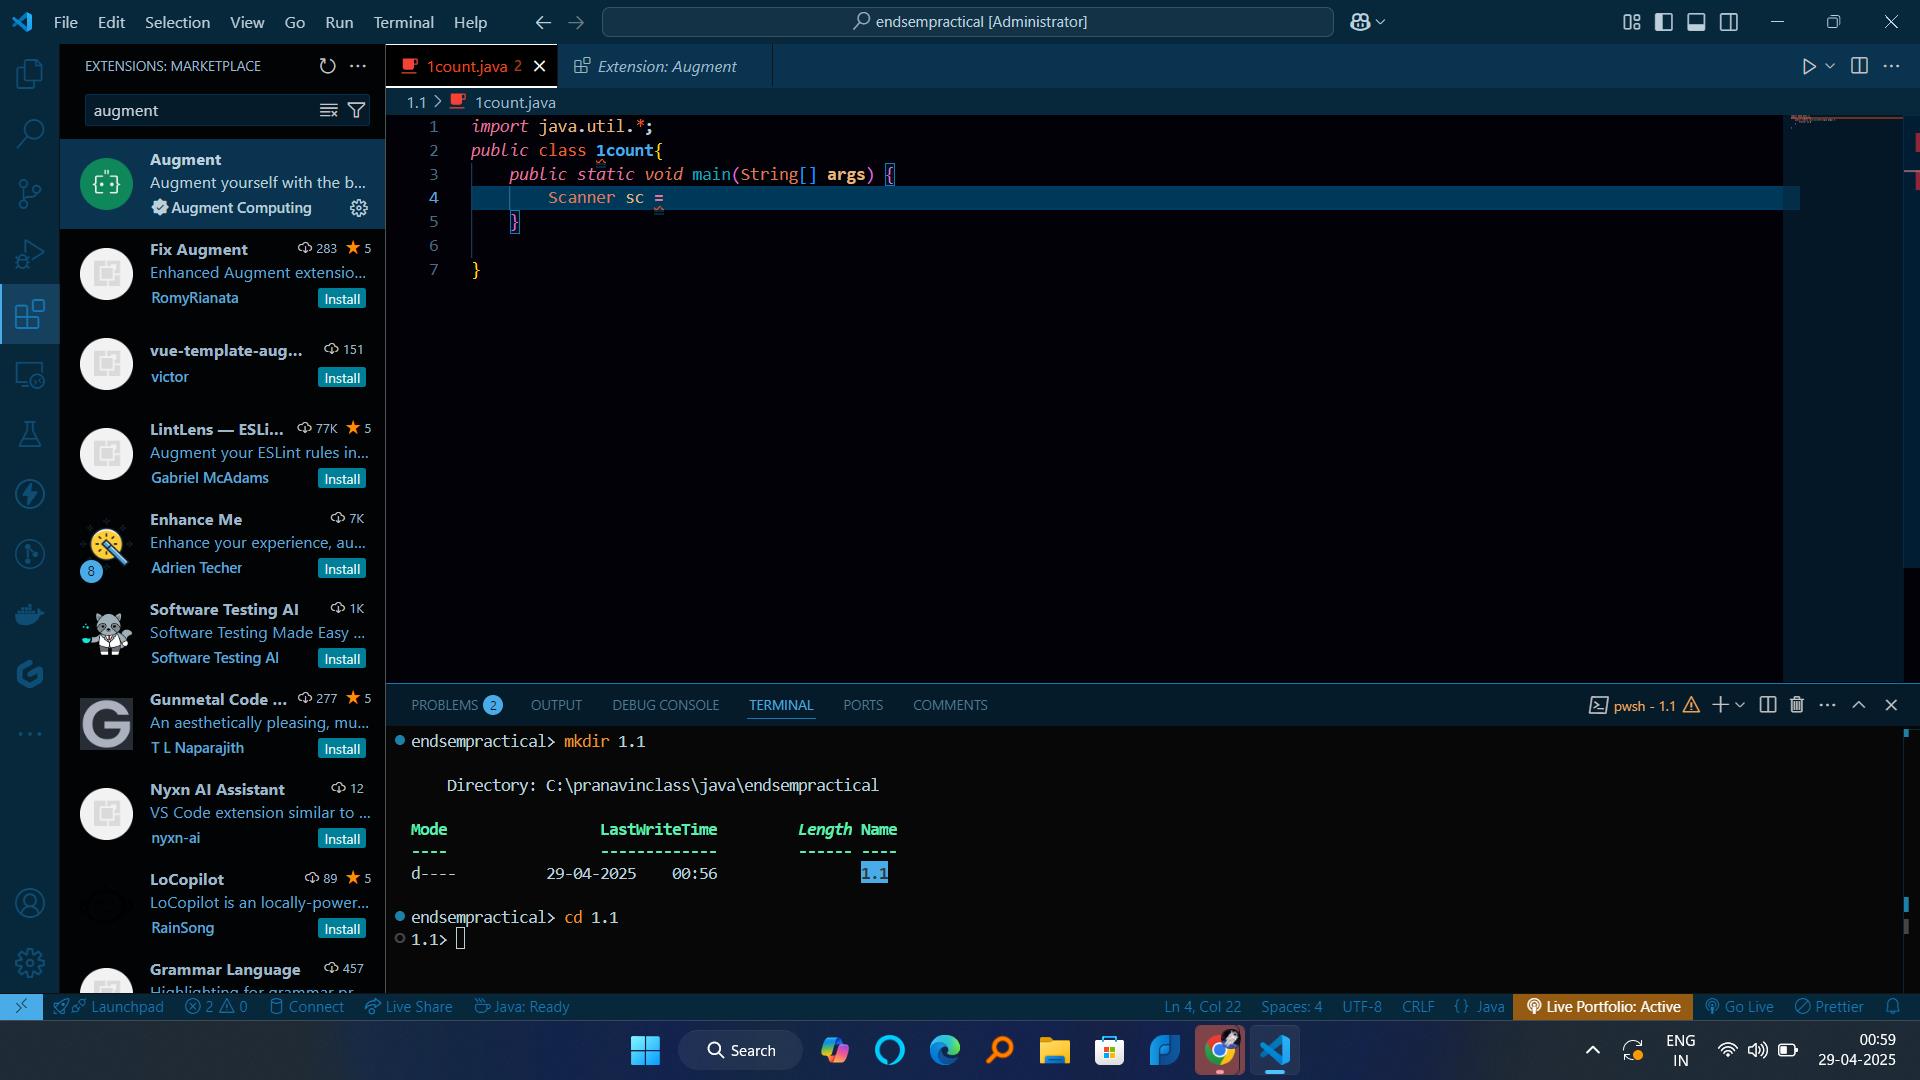 File Edit Selection View Go Run Terminal Help
endsempractical [Administrator]
EXTENSIONS: MARKETPLACE
augment
Augment
Augment yourself with the b...
Augment Computing
Fix Augment 283 5
Enhanced Augment extensio...
RomyRianata Install
vue-template-aug... 151
victor Install
LintLens — ESLi... 77K 5
Augment your ESLint rules in...
Gabriel McAdams Install
Enhance Me 7K
Enhance your experience, au...
8
Adrien Techer Install
Software Testing AI 1K
Software Testing Made Easy ...
Software Testing AI Install
Gunmetal Code ... 277 5
An aesthetically pleasing, mu...
T L Naparajith Install
Nyxn AI Assistant 12
VS Code extension similar to ...
nyxn-ai Install
LoCopilot 89 5
LoCopilot is an locally-power...
RainSong Install
Grammar Language 457
Highlighting for grammar pr...
1count.java 2
Extension: Augment
1.1 > 1count.java
1 import java.util.*;
2 public class 1count{
3 public static void main(String[] args) {
4 Scanner sc =
5 }
6
7 }
PROBLEMS 2 OUTPUT DEBUG CONSOLE TERMINAL PORTS COMMENTS
pwsh - 1.1
endsempractical> mkdir 1.1
Directory: C:\pranavinclass\java\endsempractical
Mode LastWriteTime Length Name
---- ------------- ------ ----
d---- 29-04-2025 00:56 1.1
endsempractical> cd 1.1
1.1>
Launchpad 2 0 Connect Live Share Java: Ready
Ln 4, Col 22 Spaces: 4 UTF-8 CRLF {} Java Live Portfolio: Active Go Live Prettier
Search
ENG
IN
00:59
29-04-2025